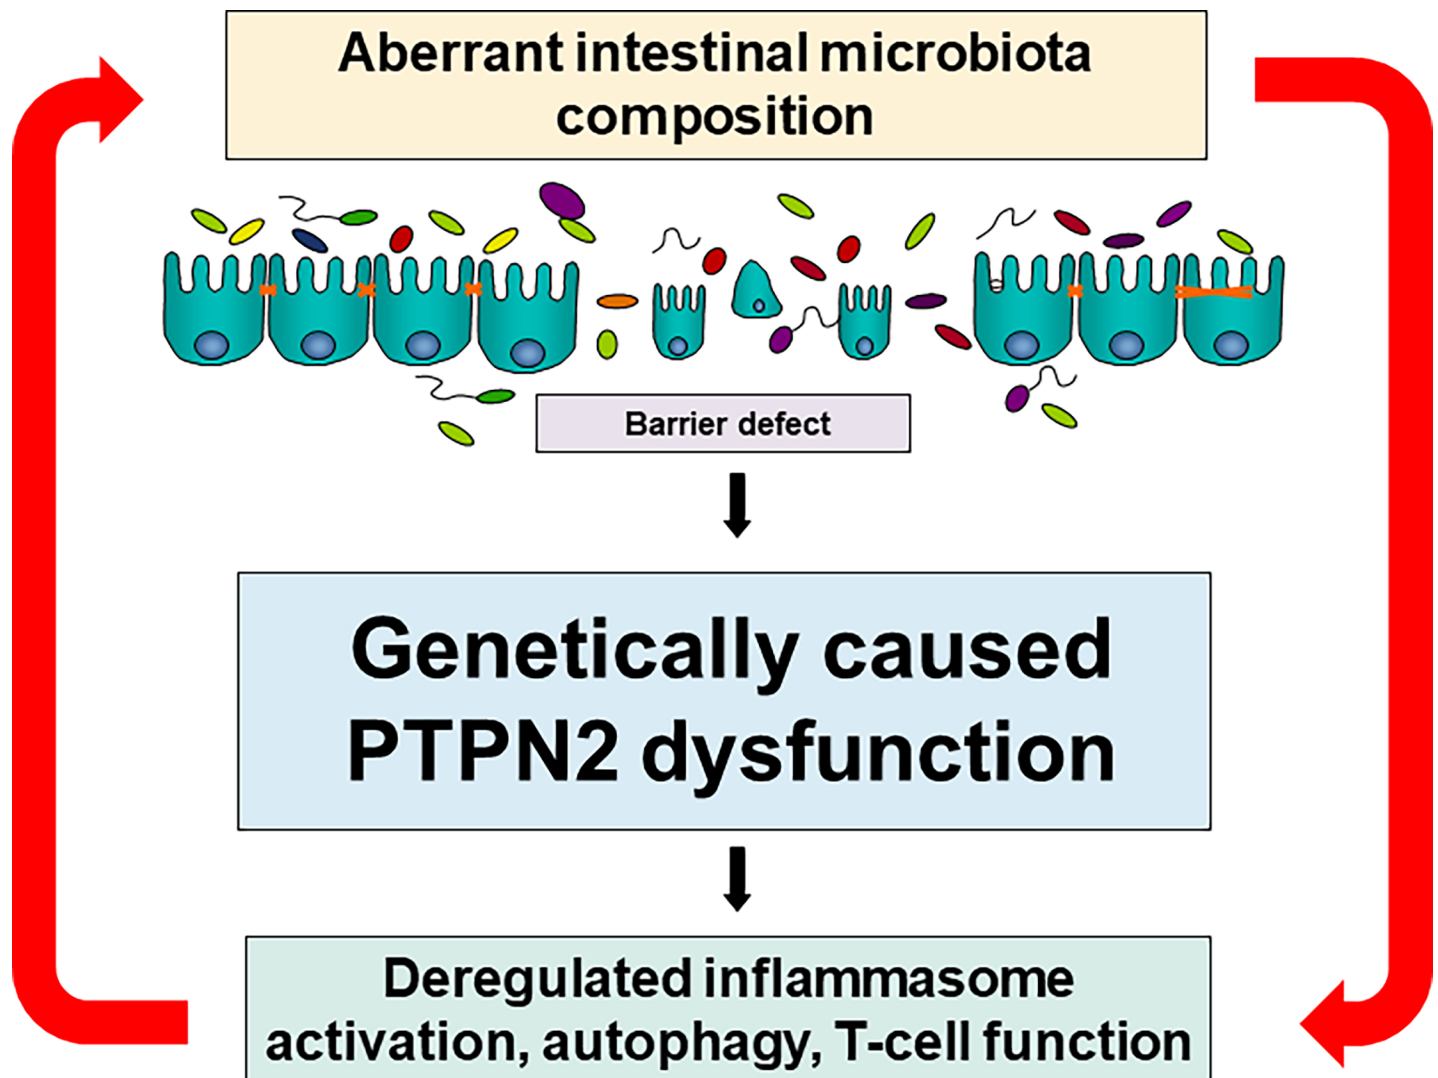 Aberrant intestinal microbiota
composition
Barrier defect
Genetically caused
PTPN2 dysfunction
Deregulated inflammasome
activation, autophagy, T-cell function